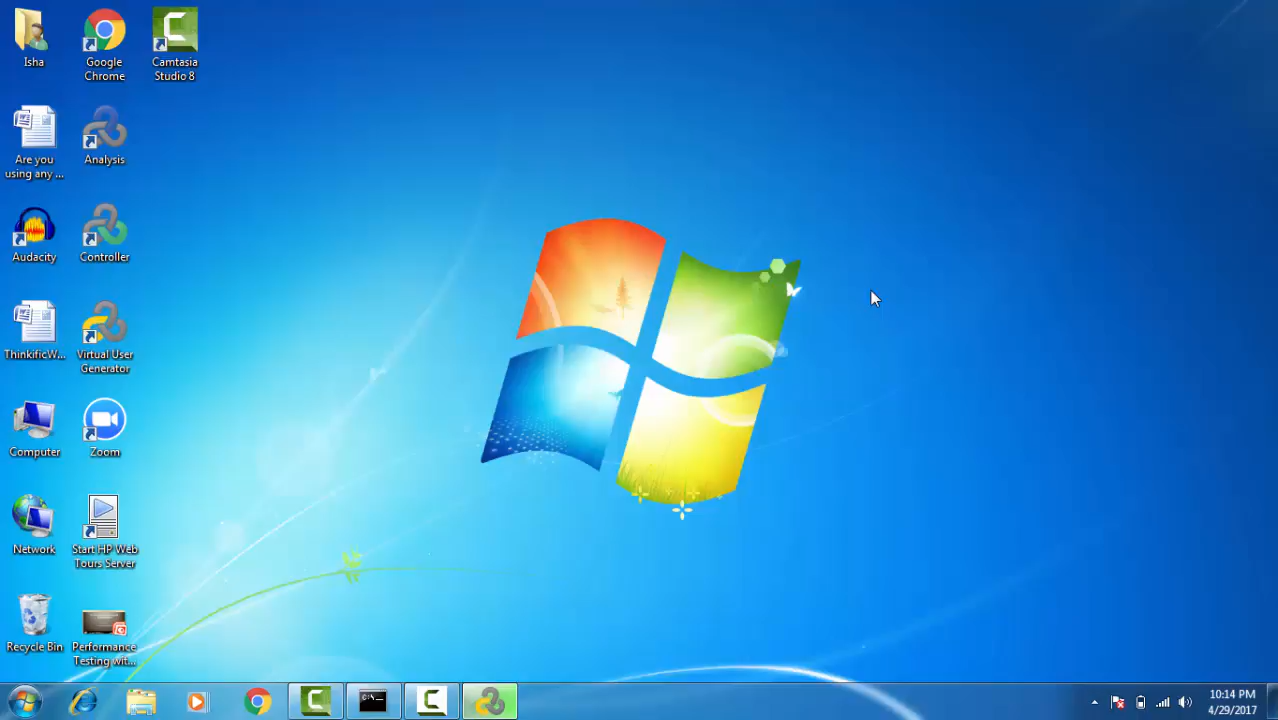 Isha
Google
Chrome
Camtasia
Studio 8
Are you
using any ...
Analysis
Audacity
Controller
ThinkificW...
Virtual User
Generator
Computer
Zoom
Network
Start HP Web
Tours Server
Recycle Bin
Performance
Testing wit...
C:\...
10:14 PM
4/29/2017